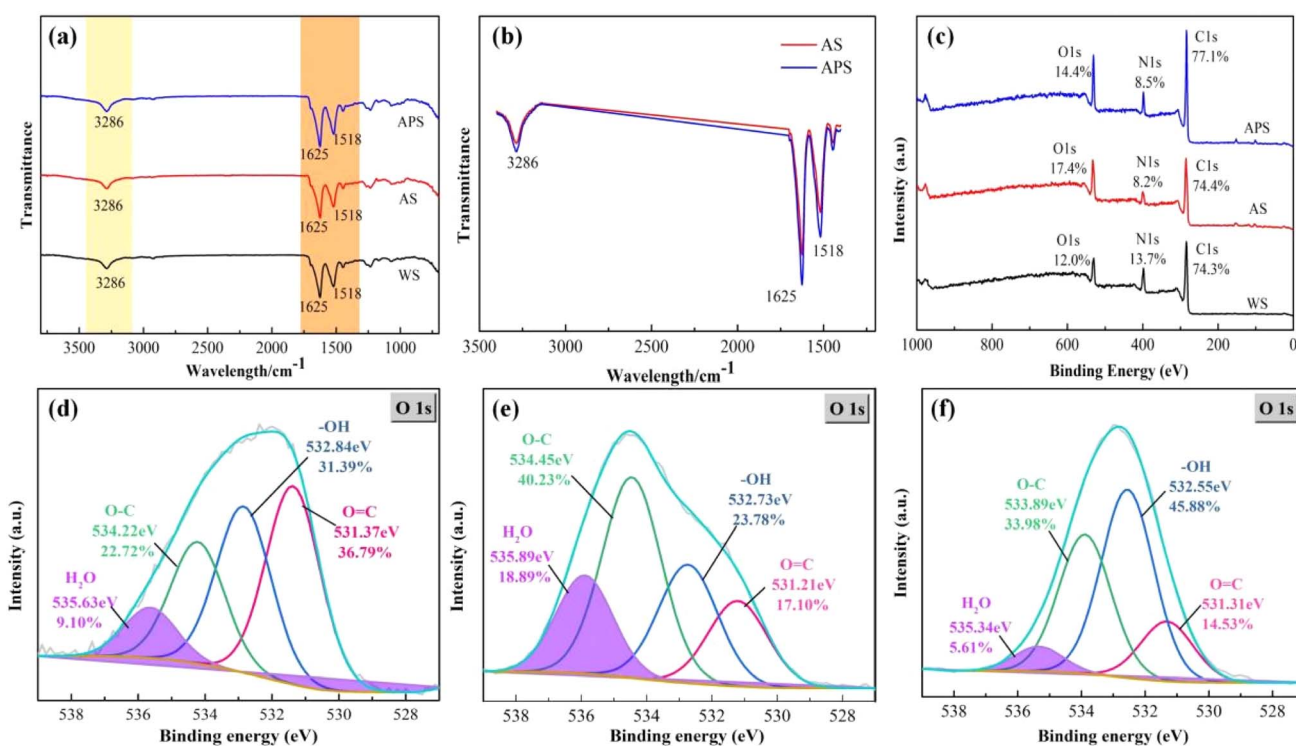 (a)
3286
1625
1518
APS
3286
1625
1518
AS
3286
1625
1518
WS
Transmittance
3500 3000 2500 2000 1500 1000
Wavelength/cm-1
(b)
AS
APS
3286
1625
1518
Transmittance
3500 3000 2500 2000 1500
Wavelength/cm-1
(c)
O1s
14.4%
N1s
8.5%
C1s
77.1%
APS
O1s
17.4%
N1s
8.2%
C1s
74.4%
AS
O1s
12.0%
N1s
13.7%
C1s
74.3%
WS
Intensity (a.u)
1000 800 600 400 200 0
Binding Energy (eV)
(d)
O 1s
-OH
532.84eV
31.39%
O-C
534.22eV
22.72%
O=C
531.37eV
36.79%
H2O
535.63eV
9.10%
Intensity (a.u.)
538 536 534 532 530 528
Binding energy (eV)
(e)
O 1s
O-C
534.45eV
40.23%
-OH
532.73eV
23.78%
H2O
535.89eV
18.89%
O=C
531.21eV
17.10%
Intensity (a.u.)
538 536 534 532 530 528
Binding energy (eV)
(f)
O 1s
-OH
532.55eV
45.88%
O-C
533.89eV
33.98%
O=C
531.31eV
14.53%
H2O
535.34eV
5.61%
Intensity (a.u.)
538 536 534 532 530 528
Binding energy (eV)